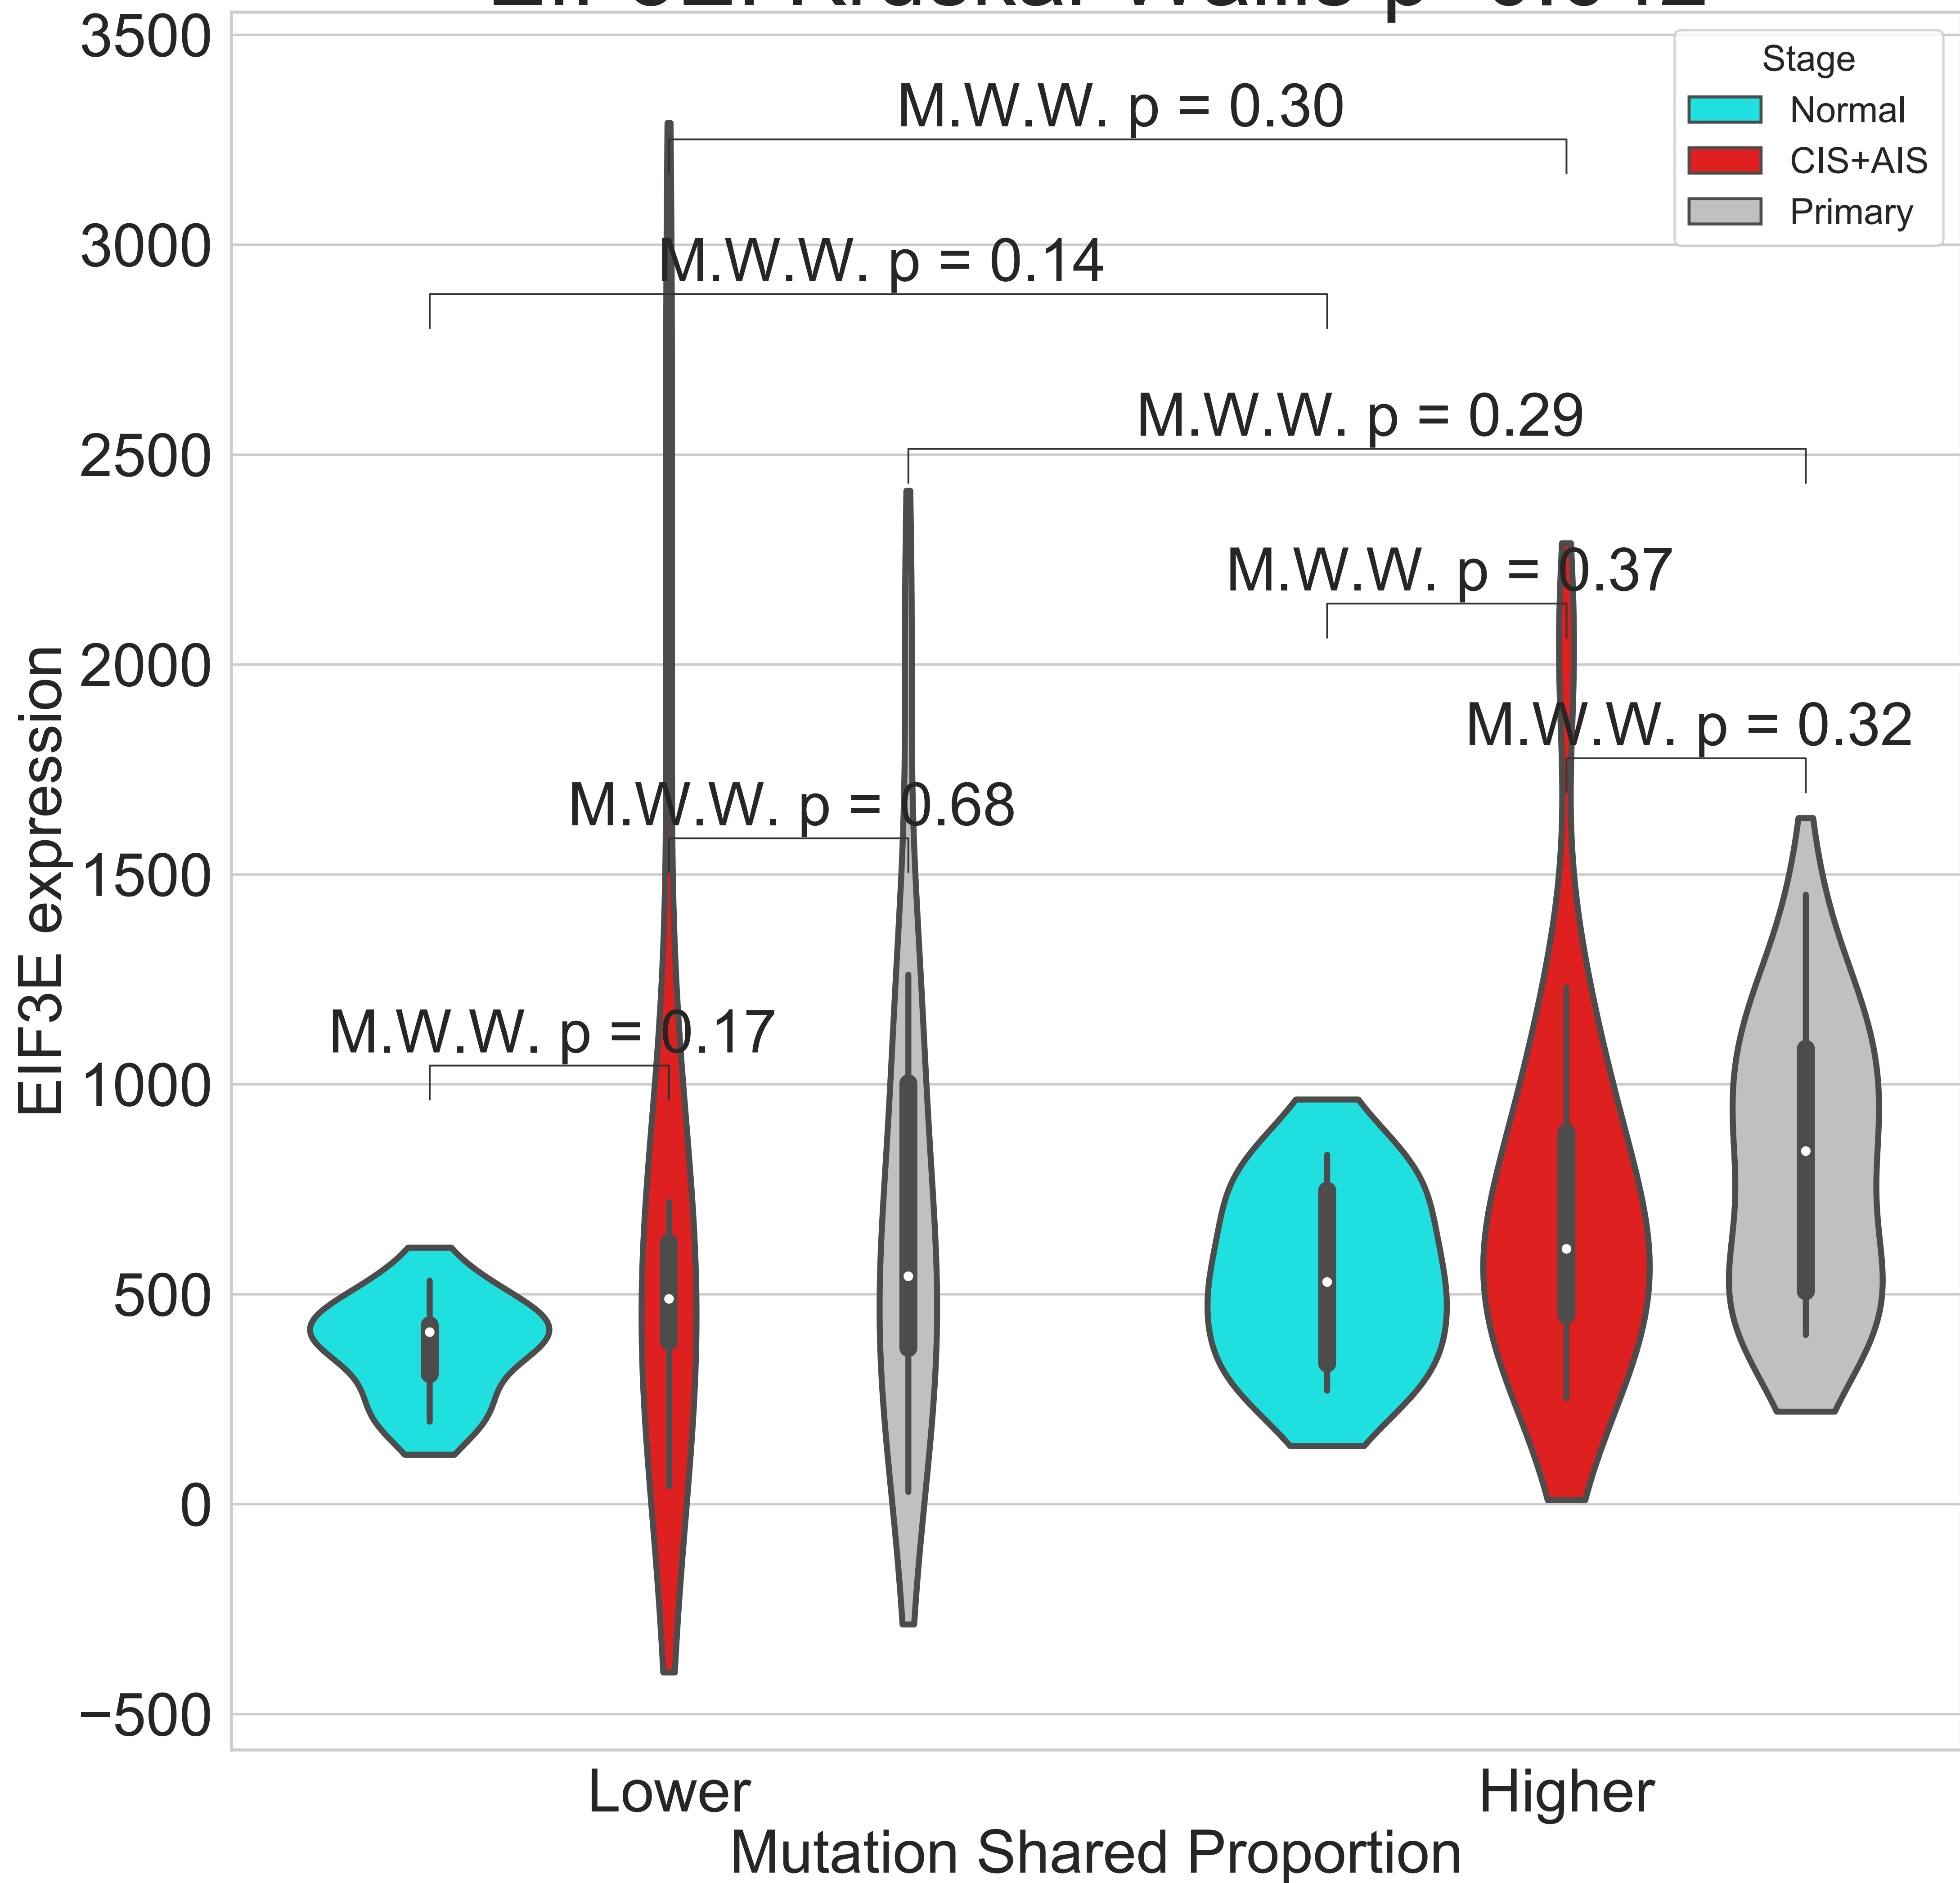 3500
3000
2500
2000
1500
1000
500
0
−500
EIF3E expression
M.W.W. p = 0.30
M.W.W. p = 0.14
M.W.W. p = 0.29
M.W.W. p = 0.37
M.W.W. p = 0.32
M.W.W. p = 0.68
M.W.W. p = 0.17
Stage
Normal
CIS+AIS
Primary
Lower
Higher
Mutation Shared Proportion